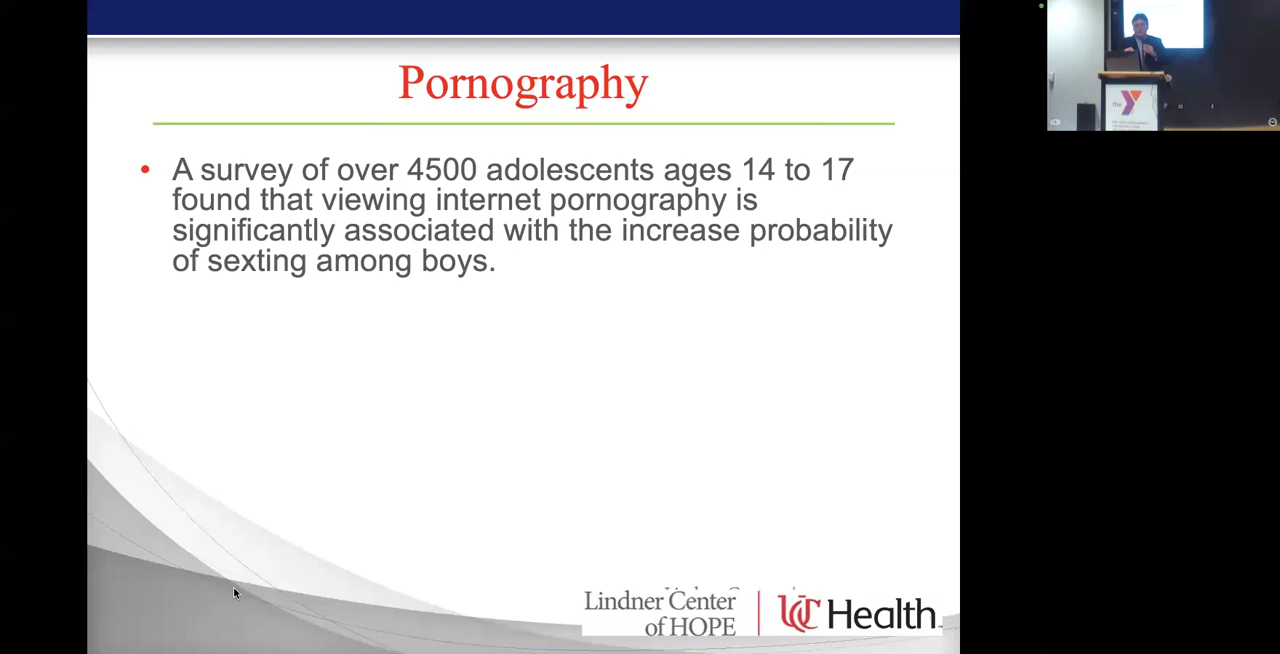 Pornography
• A survey of over 4500 adolescents ages 14 to 17
found that viewing internet pornography is
significantly associated with the increase probability
of sexting among boys.
Lindner Center
of HOPE
UC Health
the Y